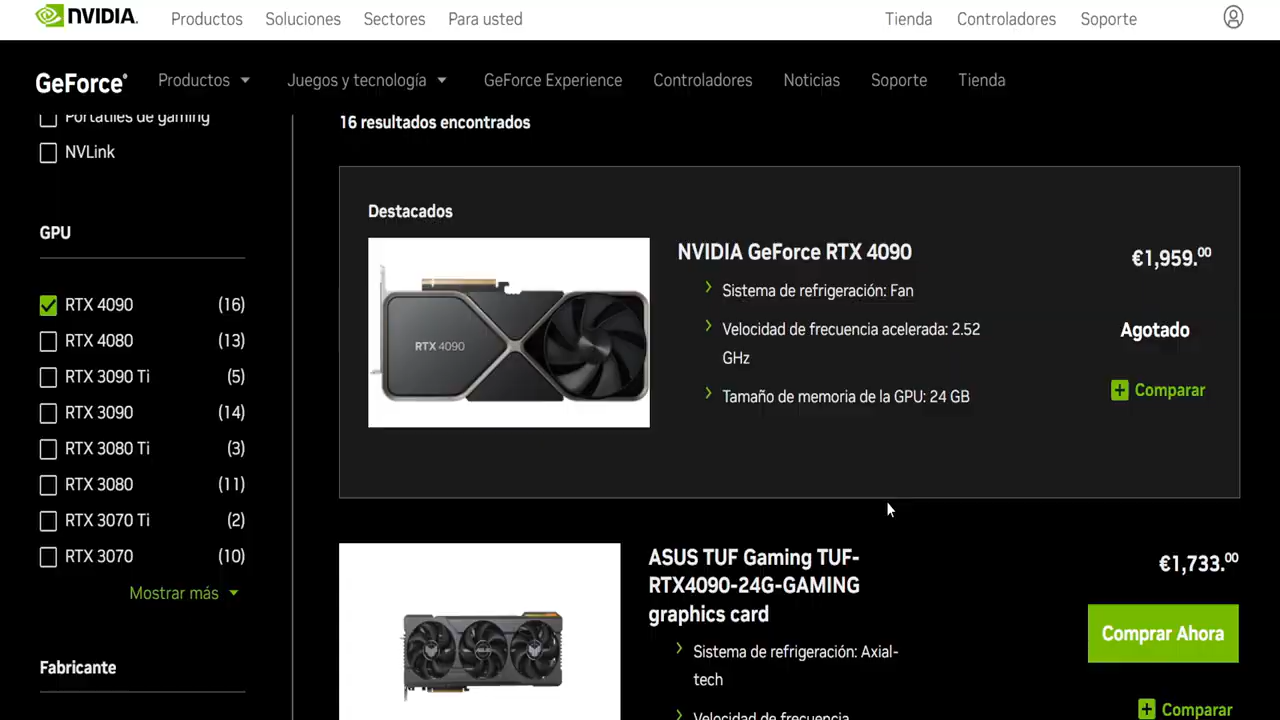 NVIDIA.
Productos
Soluciones
Sectores
Para usted
Tienda
Controladores
Soporte
GeForce
Productos
Juegos y tecnología
GeForce Experience
Controladores
Noticias
Soporte
Tienda
Portátiles de gaming
NVLink
GPU
RTX 4090 (16)
RTX 4080 (13)
RTX 3090 Ti (5)
RTX 3090 (14)
RTX 3080 Ti (3)
RTX 3080 (11)
RTX 3070 Ti (2)
RTX 3070 (10)
Mostrar más
Fabricante
16 resultados encontrados
Destacados
RTX 4090
NVIDIA GeForce RTX 4090
Sistema de refrigeración: Fan
Velocidad de frecuencia acelerada: 2.52
GHz
Tamaño de memoria de la GPU: 24 GB
€1,959.00
Agotado
Comparar
ASUS TUF Gaming TUF-
RTX4090-24G-GAMING
graphics card
Sistema de refrigeración: Axial-
tech
Velocidad de frecuencia
€1,733.00
Comprar Ahora
Comparar